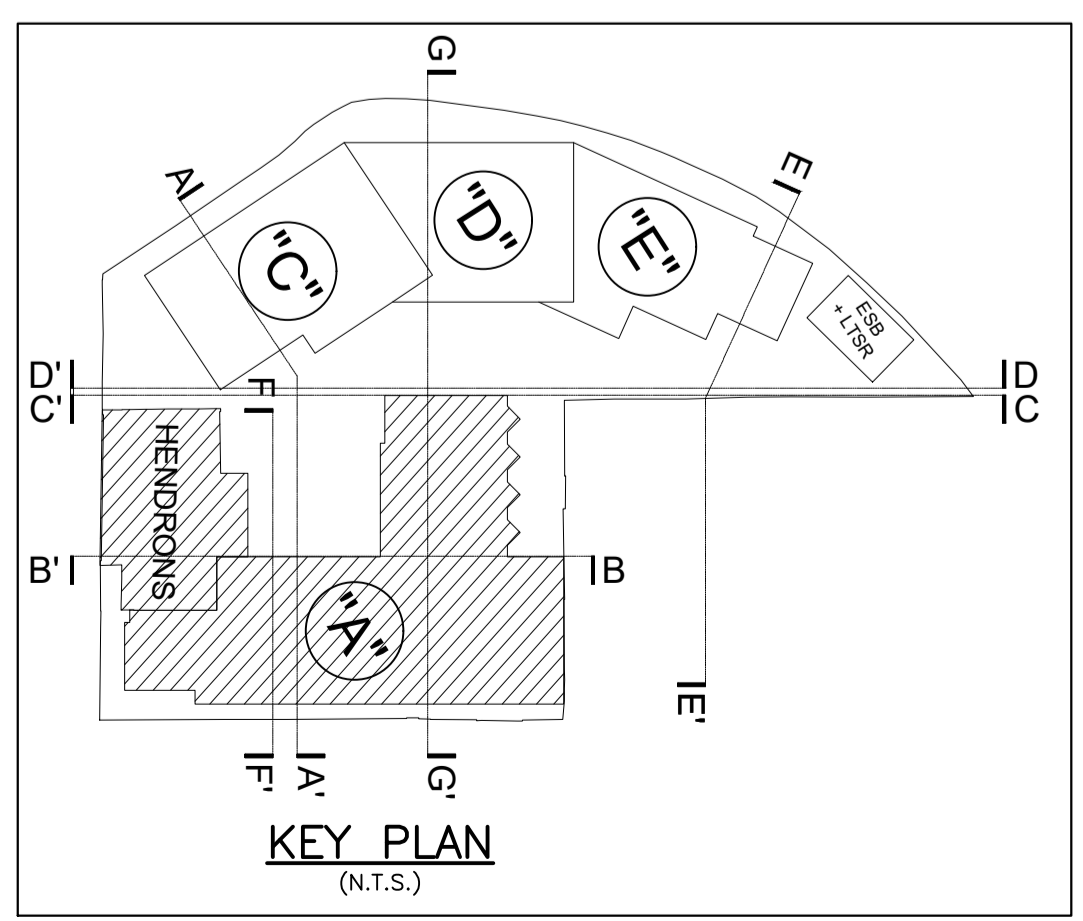 G
A
E
"C"
"D"
"E"
ESB
+ LTSR
D'
D
C'
C
F
HENDRONS
B'
B
"A"
E'
F'
A'
G'
KEY PLAN
(N.T.S.)